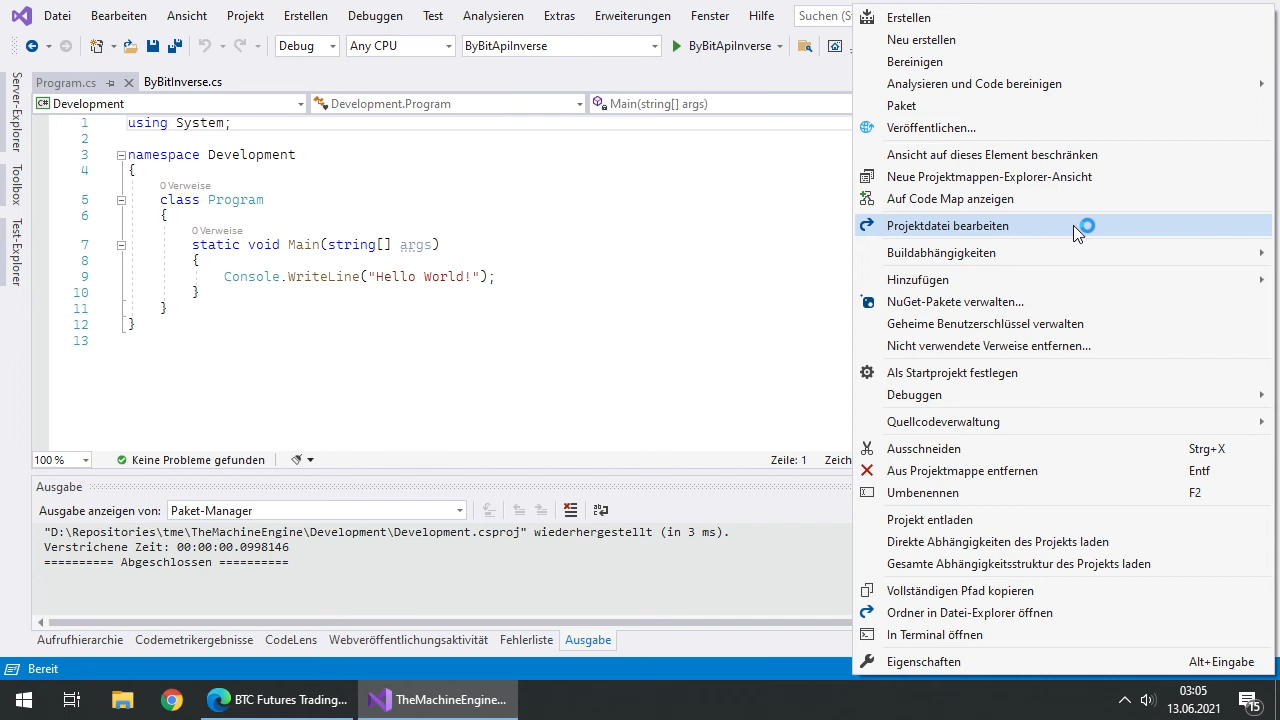 Datei Bearbeiten Ansicht Projekt Erstellen Debuggen Test Analysieren Extras Erweiterungen Fenster Hilfe Suchen (St
Debug Any CPU ByBitApiInverse ByBitApiInverse
Server-Explorer
Toolbox
Test-Explorer
Program.cs ByBitInverse.cs
C# Development Development.Program Main(string[] args)
1 using System;
2
3 namespace Development
4 {
0 Verweise
5 class Program
6 {
0 Verweise
7 static void Main(string[] args)
8 {
9 Console.WriteLine("Hello World!");
10 }
11 }
12 }
13
100 % Keine Probleme gefunden Zeile: 1 Zeich
Ausgabe
Ausgabe anzeigen von: Paket-Manager
"D:\Repositories\tme\TheMachineEngine\Development\Development.csproj" wiederhergestellt (in 3 ms).
Verstrichene Zeit: 00:00:00.0998146
========== Abgeschlossen ==========
Aufrufhierarchie Codemetrikergebnisse CodeLens Webveröffentlichungsaktivität Fehlerliste Ausgabe
Bereit
Erstellen
Neu erstellen
Bereinigen
Analysieren und Code bereinigen
Paket
Veröffentlichen...
Ansicht auf dieses Element beschränken
Neue Projektmappen-Explorer-Ansicht
Auf Code Map anzeigen
Projektdatei bearbeiten
Buildabhängigkeiten
Hinzufügen
NuGet-Pakete verwalten...
Geheime Benutzerschlüssel verwalten
Nicht verwendete Verweise entfernen...
Als Startprojekt festlegen
Debuggen
Quellcodeverwaltung
Ausschneiden Strg+X
Aus Projektmappe entfernen Entf
Umbenennen F2
Projekt entladen
Direkte Abhängigkeiten des Projekts laden
Gesamte Abhängigkeitsstruktur des Projekts laden
Vollständigen Pfad kopieren
Ordner in Datei-Explorer öffnen
In Terminal öffnen
Eigenschaften Alt+Eingabe
BTC Futures Trading... TheMachineEngine...
03:05
13.06.2021
15